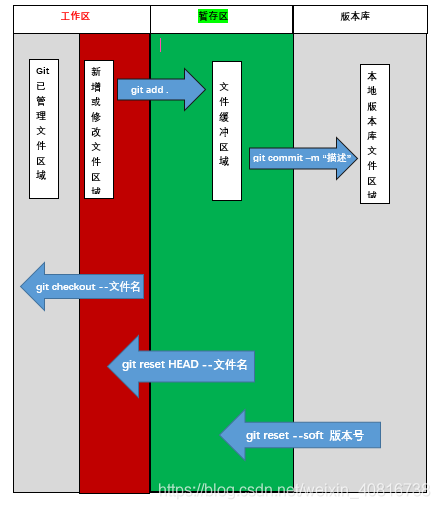 工作区
暂存区
版本库
Git
已
管
理
文
件
区
域
新
增
或
修
改
文
件
区
域
git add .
文
件
缓
冲
区
域
git commit –m “描述”
本
地
版
本
库
文
件
区
域
git checkout --文件名
git reset HEAD --文件名
git reset --soft 版本号
https://blog.csdn.net/weixin_40816738